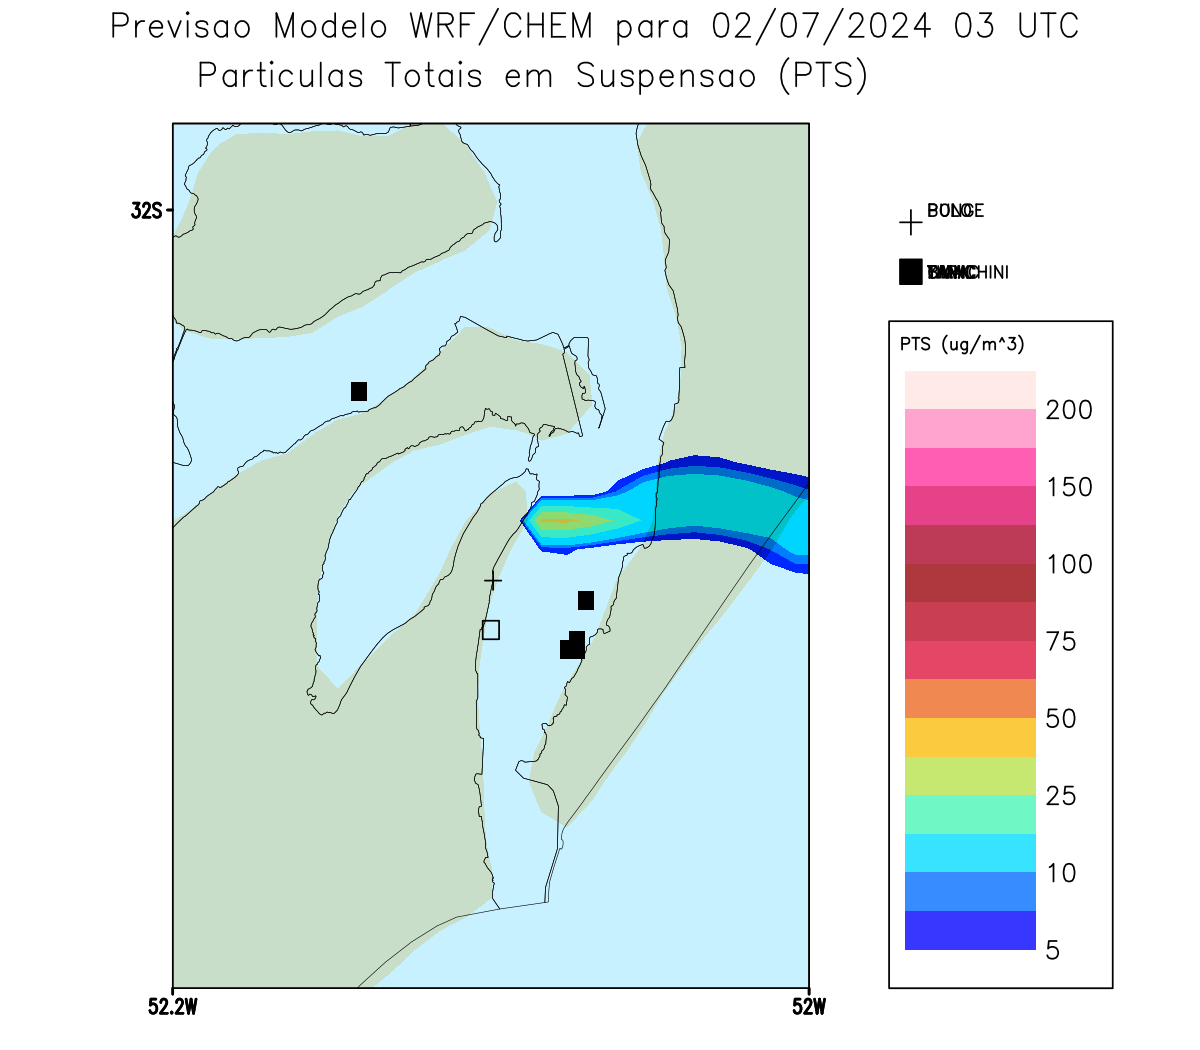 Previsao Modelo WRF/CHEM para 02/07/2024 03 UTC
Particulas Totais em Suspensao (PTS)
32S
PTS (ug/m^3)
200
150
100
75
50
25
10
5
52.2W
52W